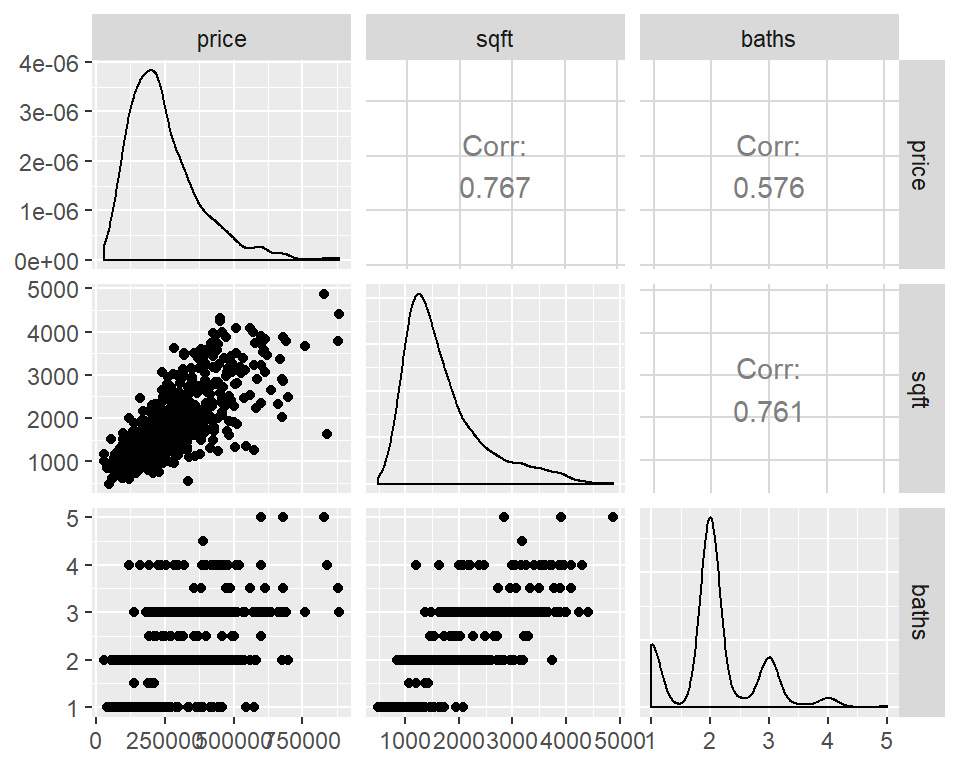 price sqft baths
4e-06
3e-06
2e-06
1e-06
0e+00
Corr:
0.767
Corr:
0.576
price
5000
4000
3000
2000
1000
Corr:
0.761
sqft
5
4
3
2
1
baths
0 250000 500000 750000
1000 2000 3000 4000 5000
1 2 3 4 5